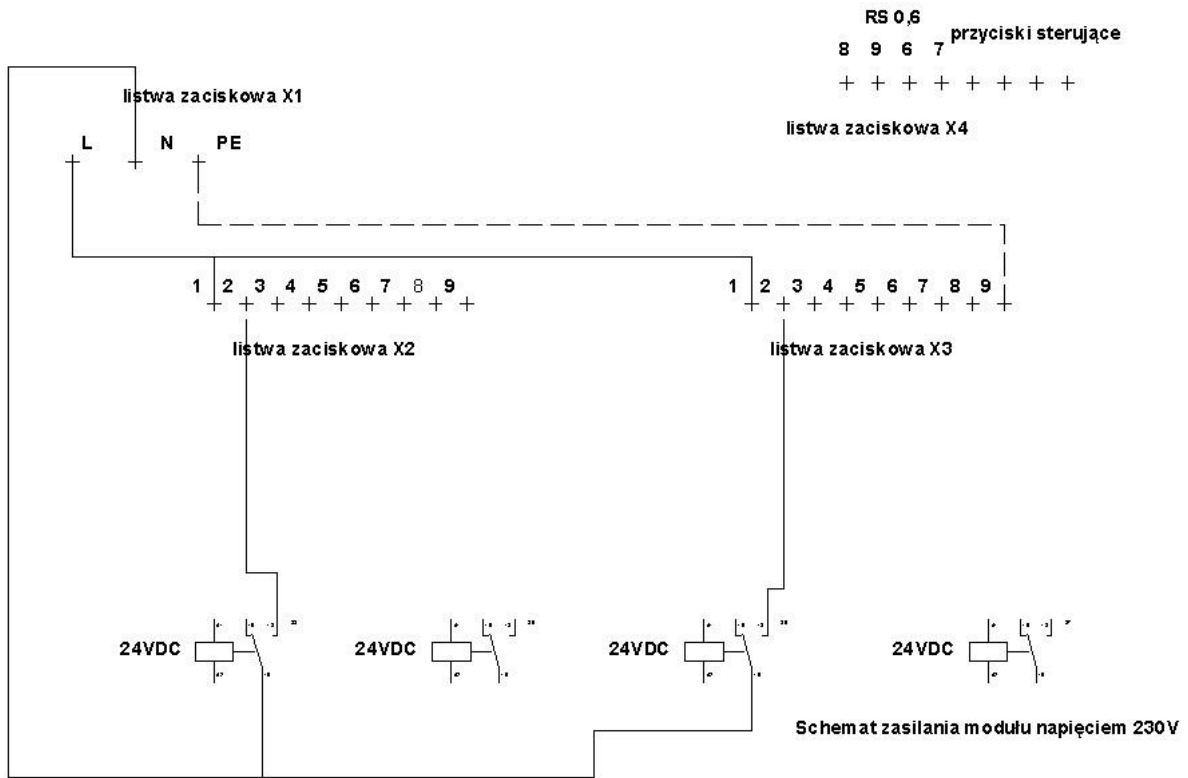 RS 0,6
przyciski sterujące
8 9 6 7
listwa zaciskowa X1
listwa zaciskowa X4
L N PE
1 2 3 4 5 6 7 8 9
1 2 3 4 5 6 7 8 9
listwa zaciskowa X2
listwa zaciskowa X3
24VDC
24VDC
24VDC
24VDC
Schemat zasilania modułu napięciem 230V